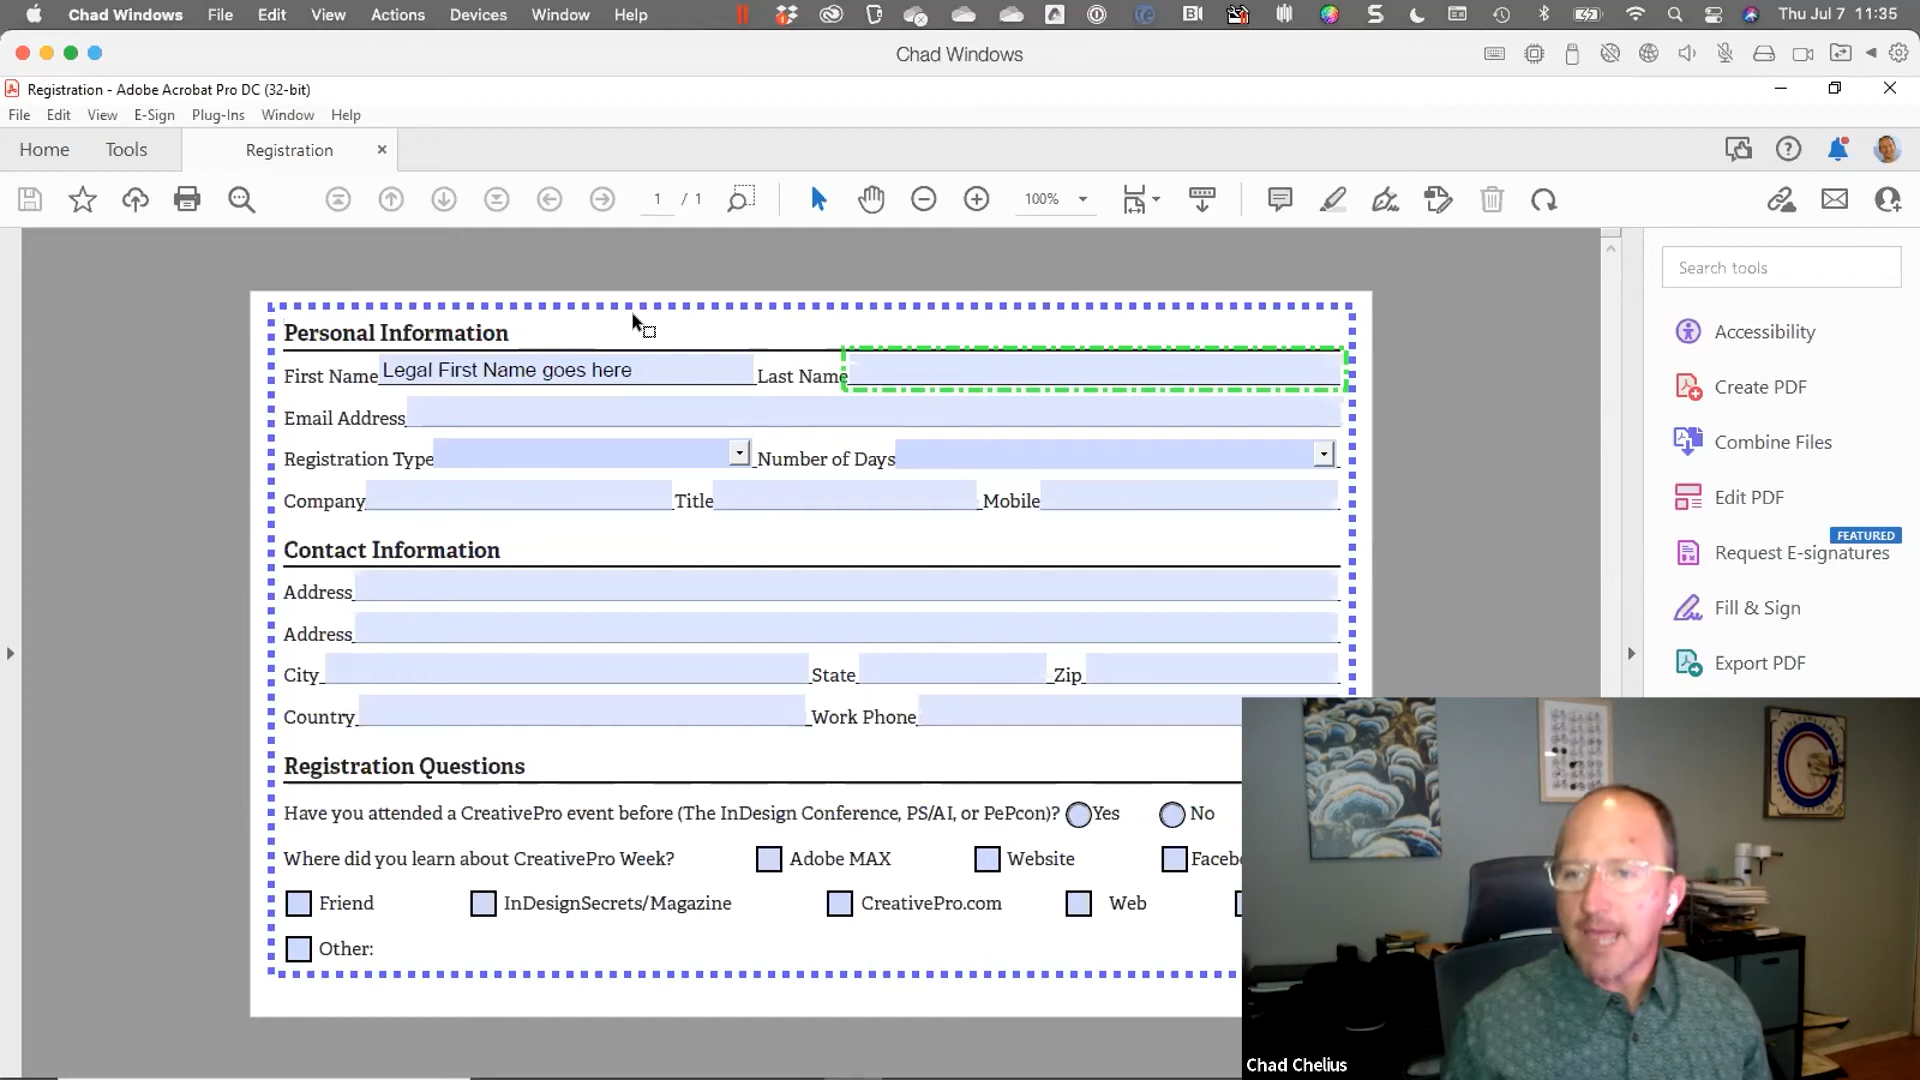 Chad Windows File Edit View Actions Devices Window Help Thu Jul 7 11:35
Chad Windows
Registration - Adobe Acrobat Pro DC (32-bit)
File Edit View E-Sign Plug-Ins Window Help
Home Tools Registration
1 / 1 100%
Search tools
Accessibility
Create PDF
Combine Files
Edit PDF
FEATURED
Request E-signatures
Fill & Sign
Export PDF
Personal Information
First Name Legal First Name goes here Last Name
Email Address
Registration Type Number of Days
Company Title Mobile
Contact Information
Address
Address
City State Zip
Country Work Phone
Registration Questions
Have you attended a CreativePro event before (The InDesign Conference, PS/AI, or PePcon)? Yes No
Where did you learn about CreativePro Week? Adobe MAX Website Facebo
Friend InDesignSecrets/Magazine CreativePro.com Web
Other:
Chad Chelius